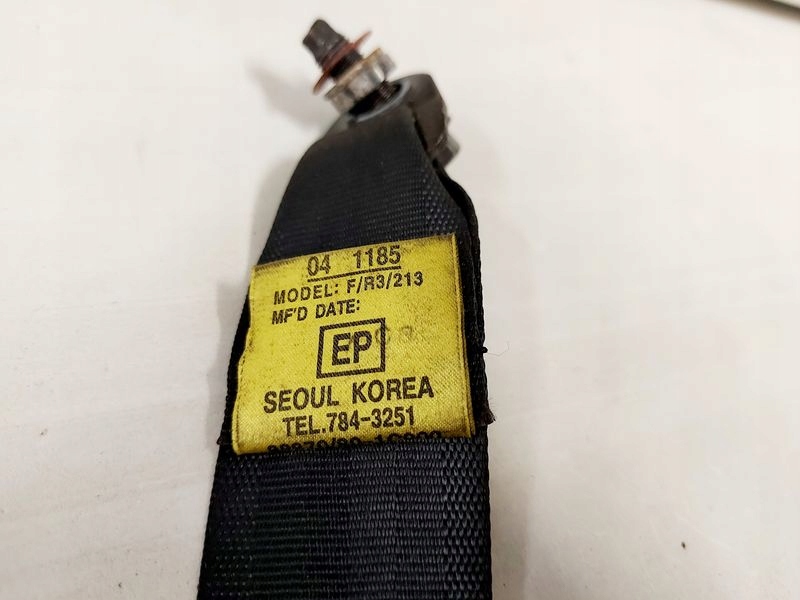 04 1185
MODEL: F/R3/213
MF'D DATE:
EP
SEOUL KOREA
TEL.784-3251